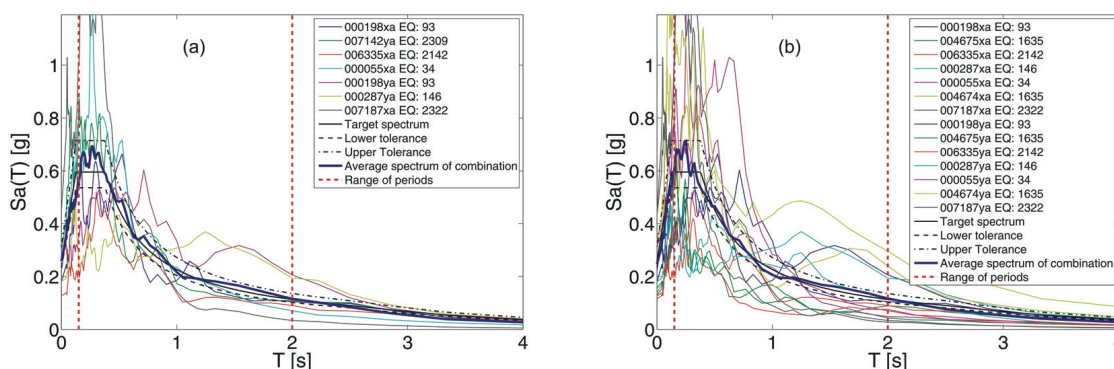 (a)
000198xa EQ: 93
007142ya EQ: 2309
006335xa EQ: 2142
000055xa EQ: 34
000198ya EQ: 93
000287ya EQ: 146
007187xa EQ: 2322
Target spectrum
Lower tolerance
Upper Tolerance
Average spectrum of combination
Range of periods
Sa(T) [g]
1
0.8
0.6
0.4
0.2
0
0 1 2 3 4
T [s]
(b)
000198xa EQ: 93
004675xa EQ: 1635
006335xa EQ: 2142
000287xa EQ: 146
000055xa EQ: 34
004674xa EQ: 1635
007187xa EQ: 2322
000198ya EQ: 93
004675ya EQ: 1635
006335ya EQ: 2142
000287ya EQ: 146
000055ya EQ: 34
004674ya EQ: 1635
007187ya EQ: 2322
Target spectrum
Lower tolerance
Upper Tolerance
Average spectrum of combination
Range of periods
Sa(T) [g]
1
0.8
0.6
0.4
0.2
0
0 1 2 3 4
T [s]